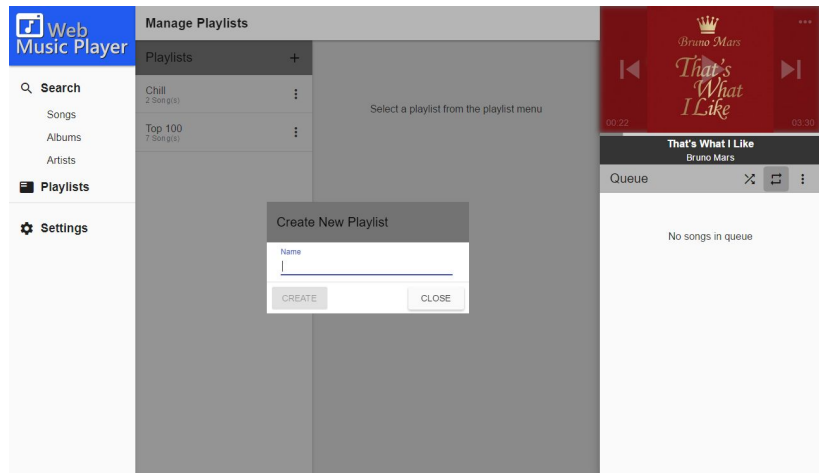 Web
Music Player
Search
Songs
Albums
Artists
Playlists
Settings
Manage Playlists
Playlists
+
Chill
2 Song(s)
Top 100
7 Song(s)
Select a playlist from the playlist menu
Create New Playlist
Name
CREATE
CLOSE
Bruno Mars
That's
What
I Like
00:22
03:30
That's What I Like
Bruno Mars
Queue
No songs in queue